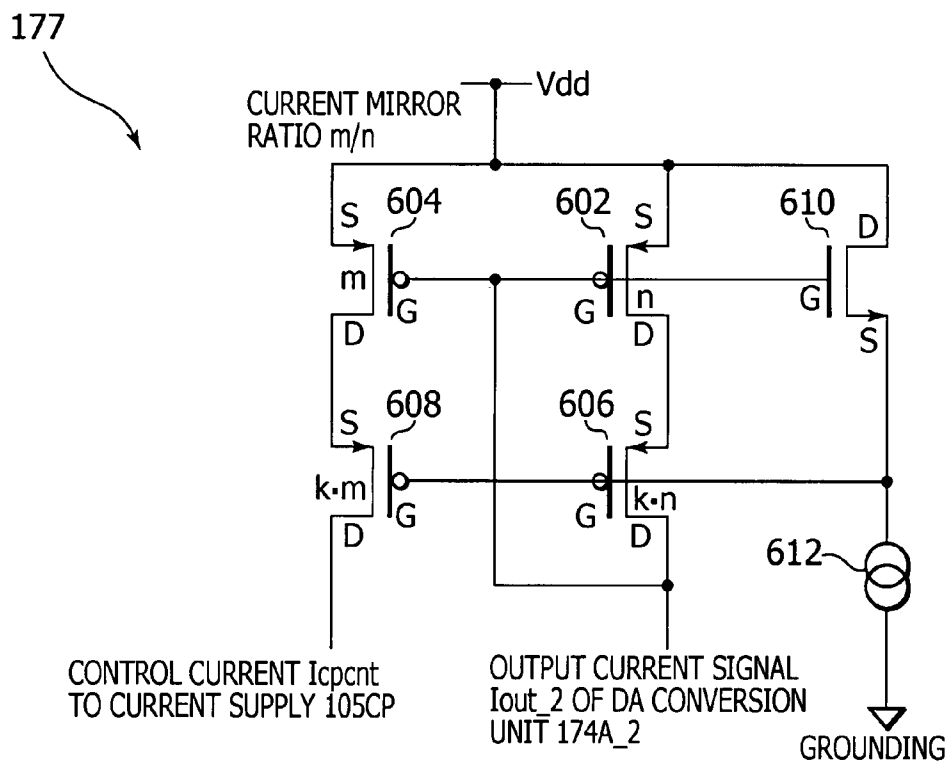 177
Vdd
CURRENT MIRROR
RATIO m/n
604
602
610
S
S
D
m
n
G
G
G
D
D
S
608
606
S
S
k·m
k·n
G
G
D
D
612
CONTROL CURRENT Icpcnt
TO CURRENT SUPPLY 105CP
OUTPUT CURRENT SIGNAL
Iout_2 OF DA CONVERSION
UNIT 174A_2
GROUNDING